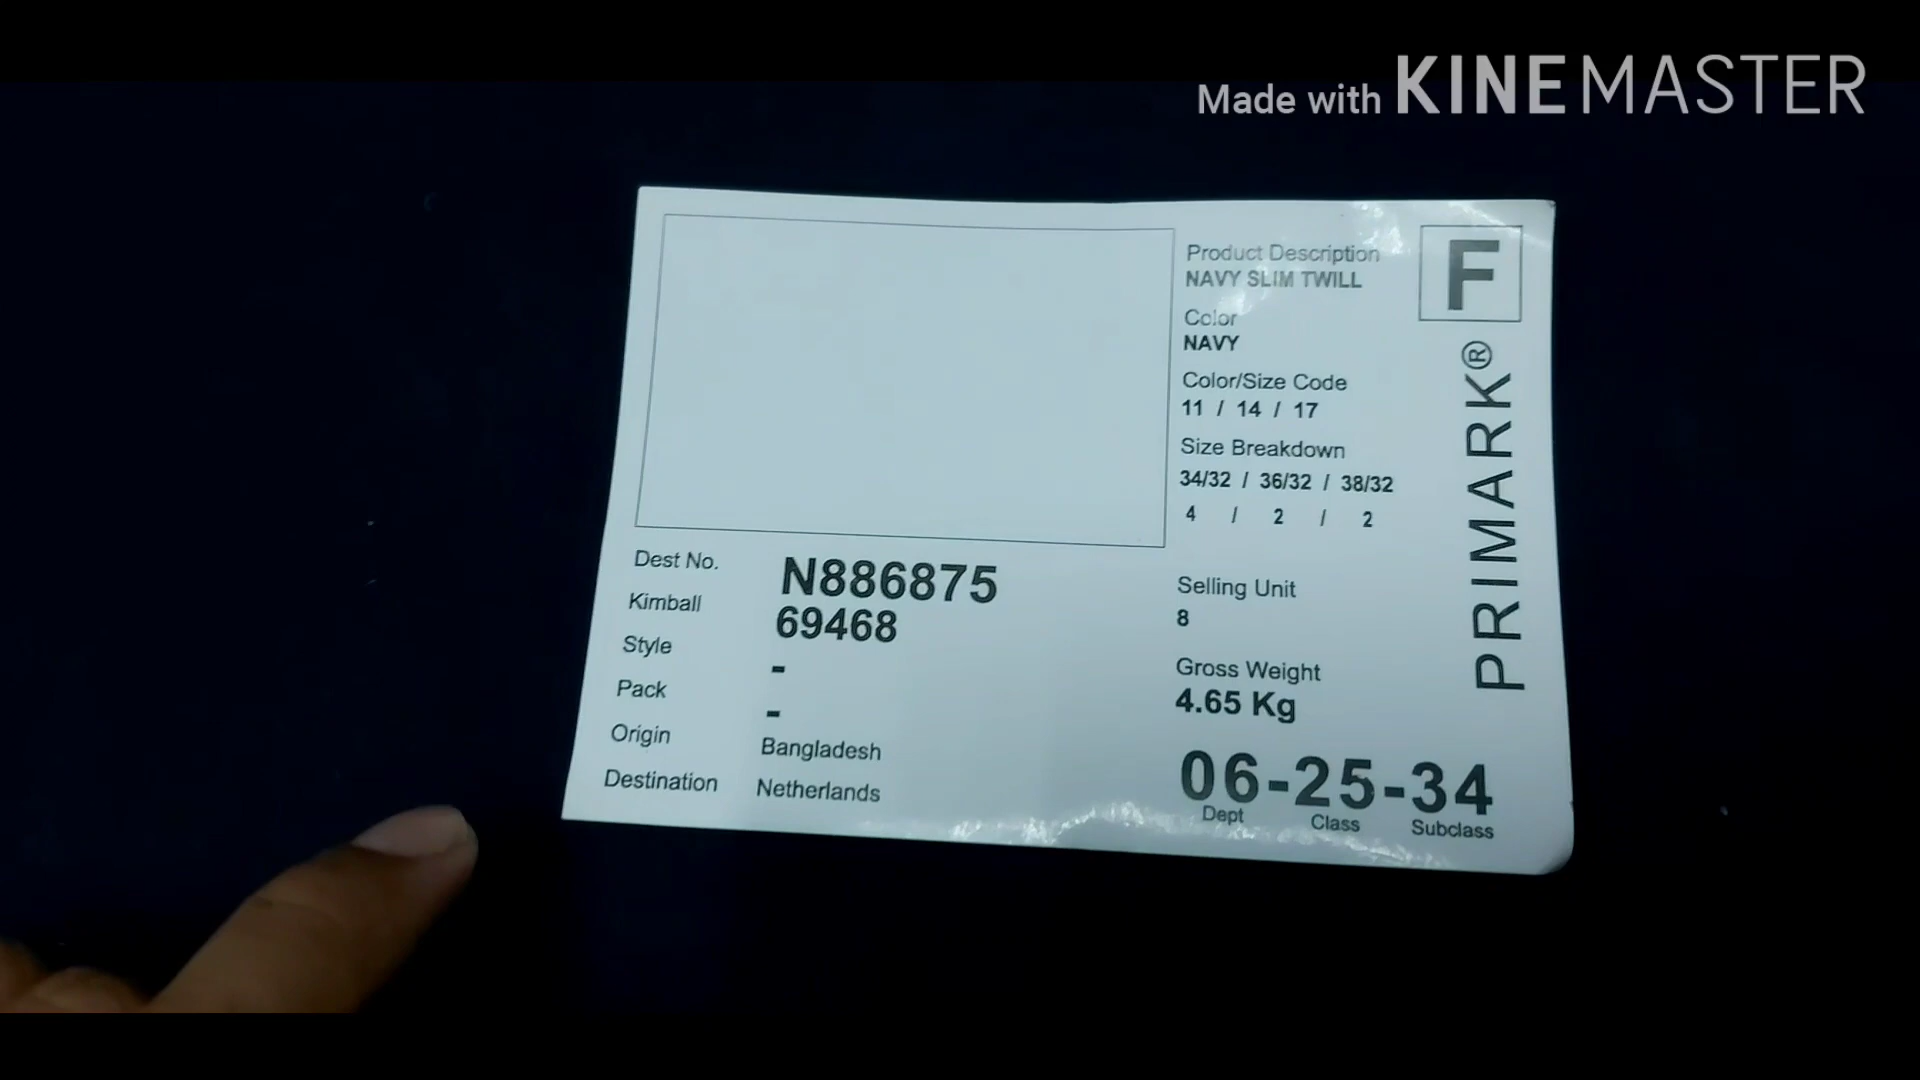 Made with KINEMASTER
Product Description
NAVY SLIM TWILL
F
Color
NAVY
Color/Size Code
11 / 14 / 17
Size Breakdown
34/32 / 36/32 / 38/32
4 / 2 / 2
PRIMARK®
Dest No. N886875
Kimball 69468
Style -
Pack -
Origin Bangladesh
Destination Netherlands
Selling Unit
8
Gross Weight
4.65 Kg
06-25-34
Dept Class Subclass